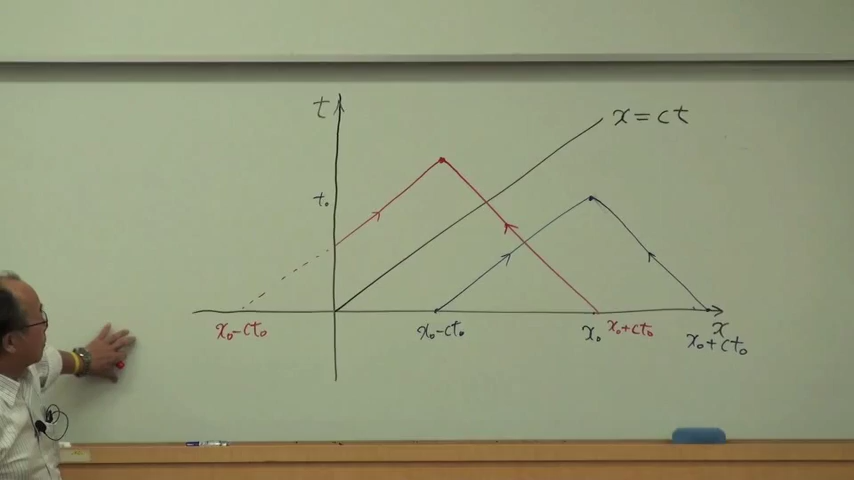 t
x = ct
t₀
x₀−ct₀
x₀−ct₀
x₀
x₀+ct₀
x
x₀+ct₀